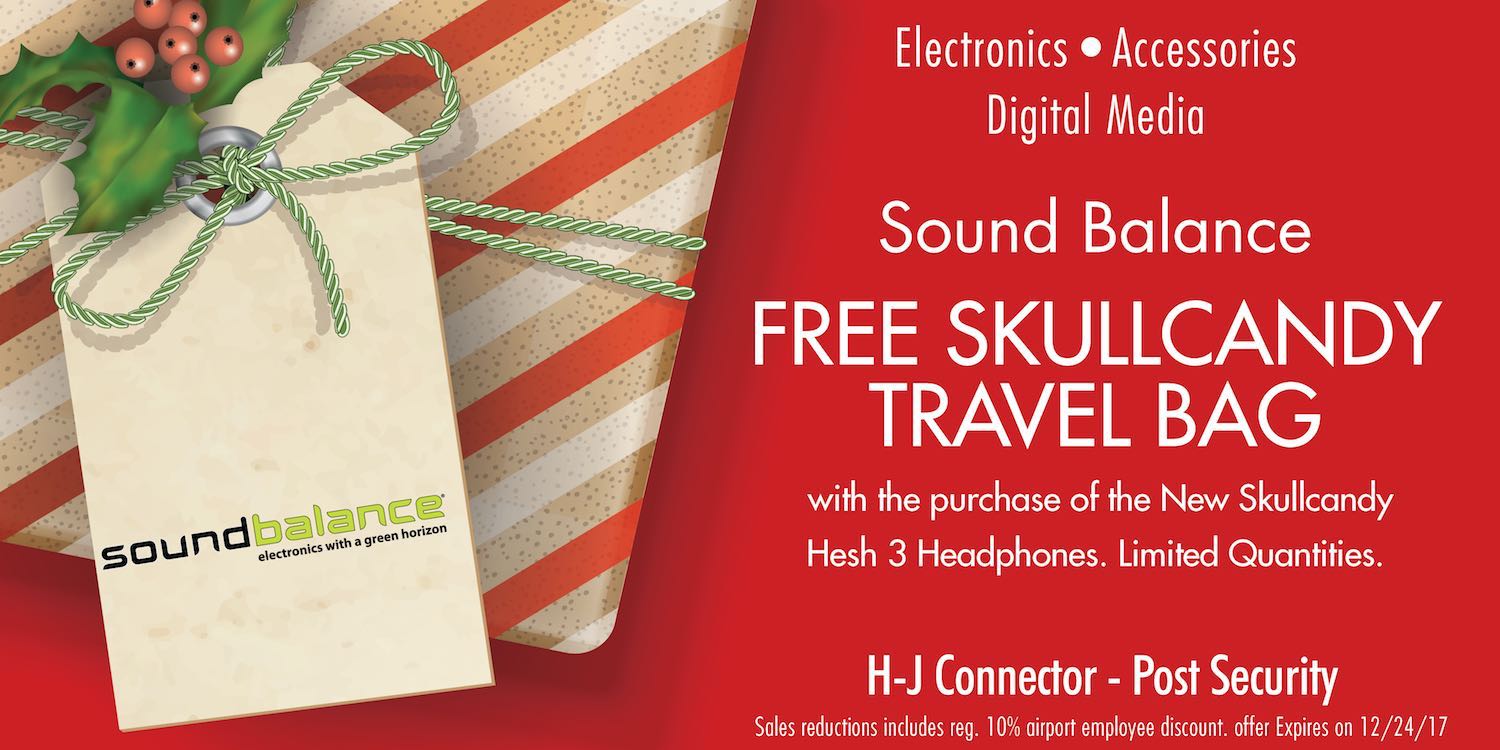 soundbalance®
electronics with a green horizon
Electronics • Accessories
Digital Media
Sound Balance
FREE SKULLCANDY
TRAVEL BAG
with the purchase of the New Skullcandy
Hesh 3 Headphones. Limited Quantities.
H-J Connector - Post Security
Sales reductions includes reg. 10% airport employee discount. offer Expires on 12/24/17